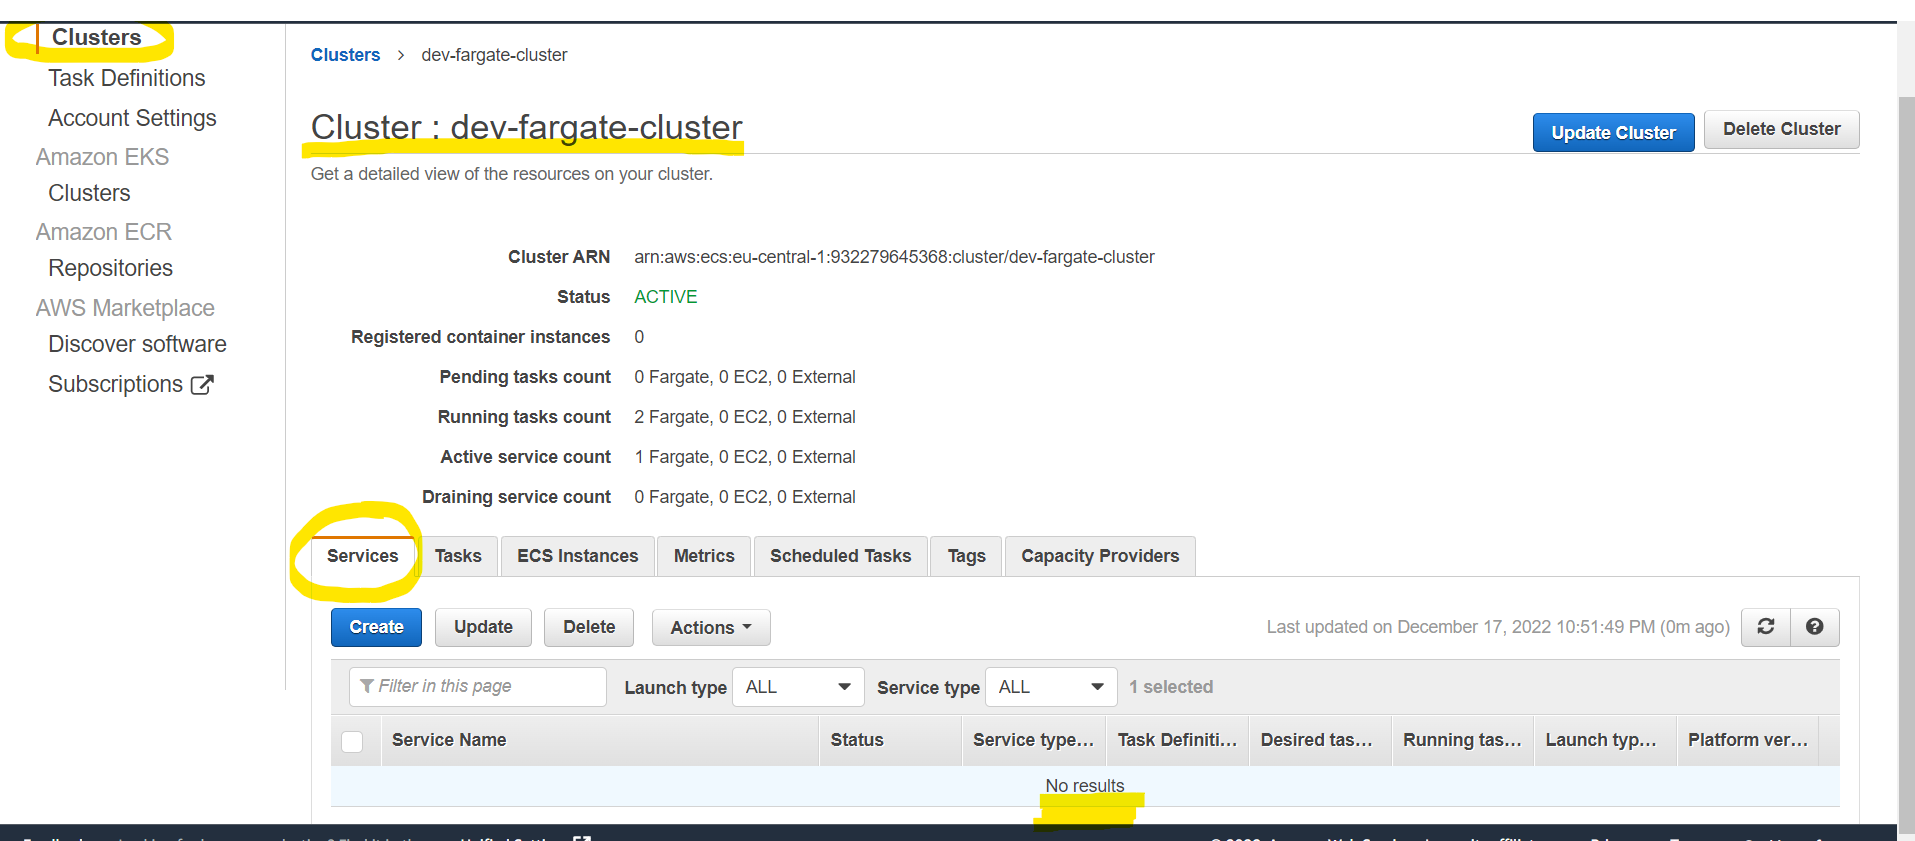 Clusters
Task Definitions
Account Settings
Amazon EKS
Clusters
Amazon ECR
Repositories
AWS Marketplace
Discover software
Subscriptions
Clusters > dev-fargate-cluster
Cluster : dev-fargate-cluster
Update Cluster Delete Cluster
Get a detailed view of the resources on your cluster.
Cluster ARN arn:aws:ecs:eu-central-1:932279645368:cluster/dev-fargate-cluster
Status ACTIVE
Registered container instances 0
Pending tasks count 0 Fargate, 0 EC2, 0 External
Running tasks count 2 Fargate, 0 EC2, 0 External
Active service count 1 Fargate, 0 EC2, 0 External
Draining service count 0 Fargate, 0 EC2, 0 External
Services Tasks ECS Instances Metrics Scheduled Tasks Tags Capacity Providers
Create Update Delete Actions Last updated on December 17, 2022 10:51:49 PM (0m ago)
Filter in this page Launch type ALL Service type ALL 1 selected
Service Name Status Service type... Task Definiti... Desired tas... Running tas... Launch typ... Platform ver...
No results